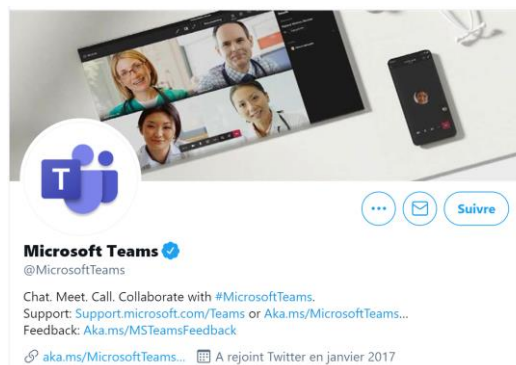 T
Suivre
Microsoft Teams
@MicrosoftTeams
Chat. Meet. Call. Collaborate with #MicrosoftTeams.
Support: Support.microsoft.com/Teams or Aka.ms/MicrosoftTeams...
Feedback: Aka.ms/MSTeamsFeedback
aka.ms/MicrosoftTeams... A rejoint Twitter en janvier 2017